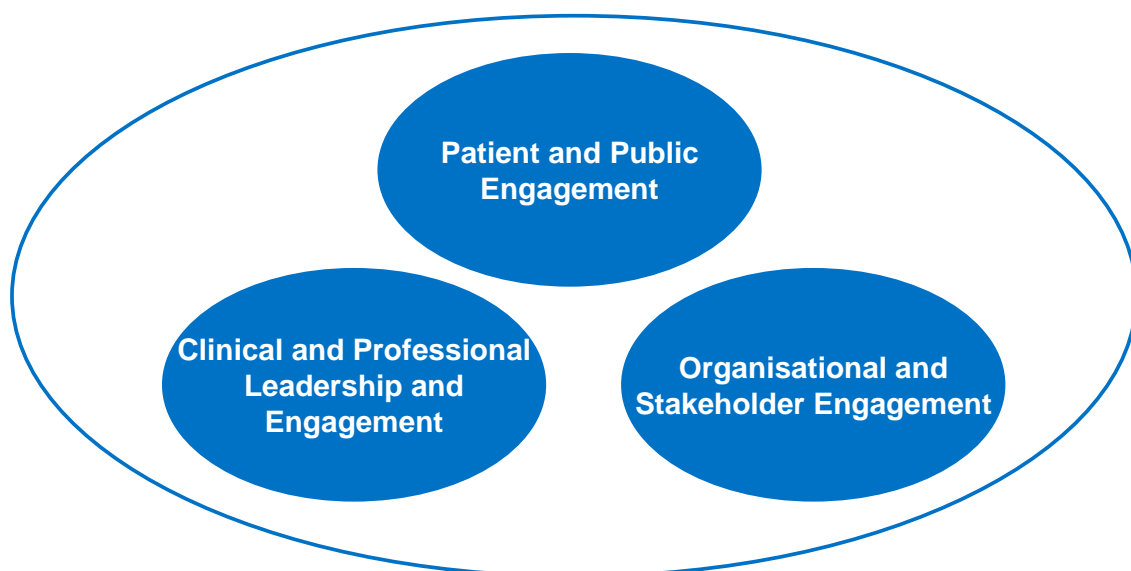 Patient and Public
Engagement
Clinical and Professional
Leadership and
Engagement
Organisational and
Stakeholder Engagement